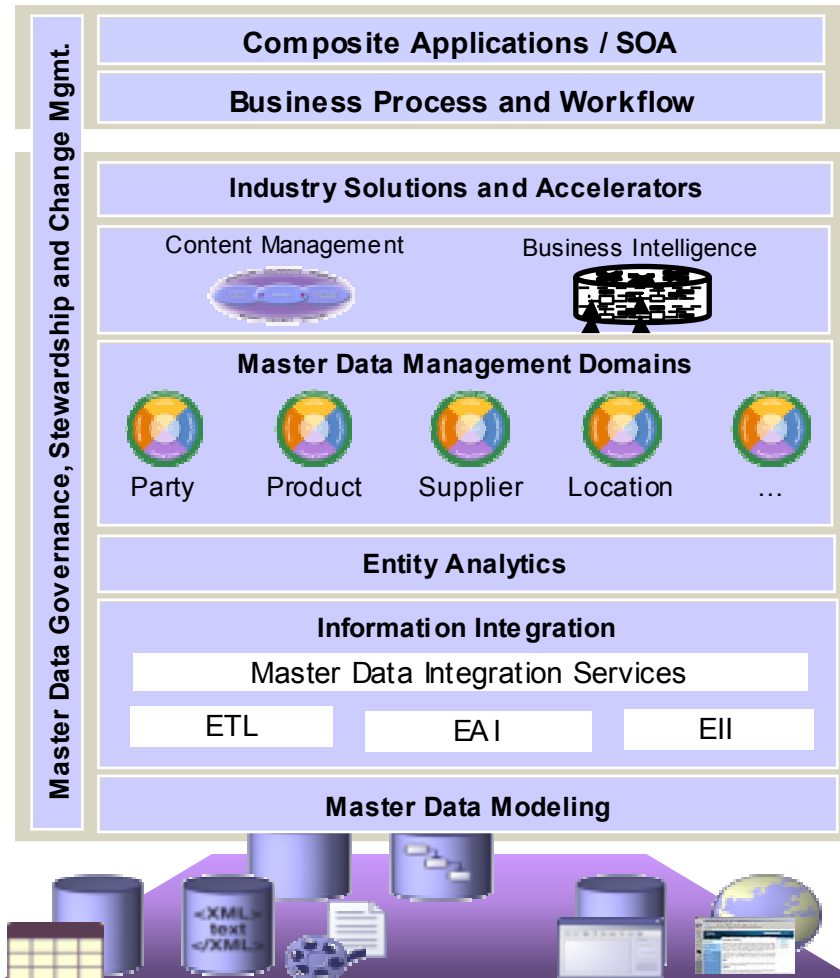 Master Data Governance, Stewardship and Change Mgmt.
Composite Applications / SOA
Business Process and Workflow
Industry Solutions and Accelerators
Content Management
Business Intelligence
Master Data Management Domains
Party
Product
Supplier
Location
...
Entity Analytics
Information Integration
Master Data Integration Services
ETL
EAI
EII
Master Data Modeling
<XML>
text
</XML>